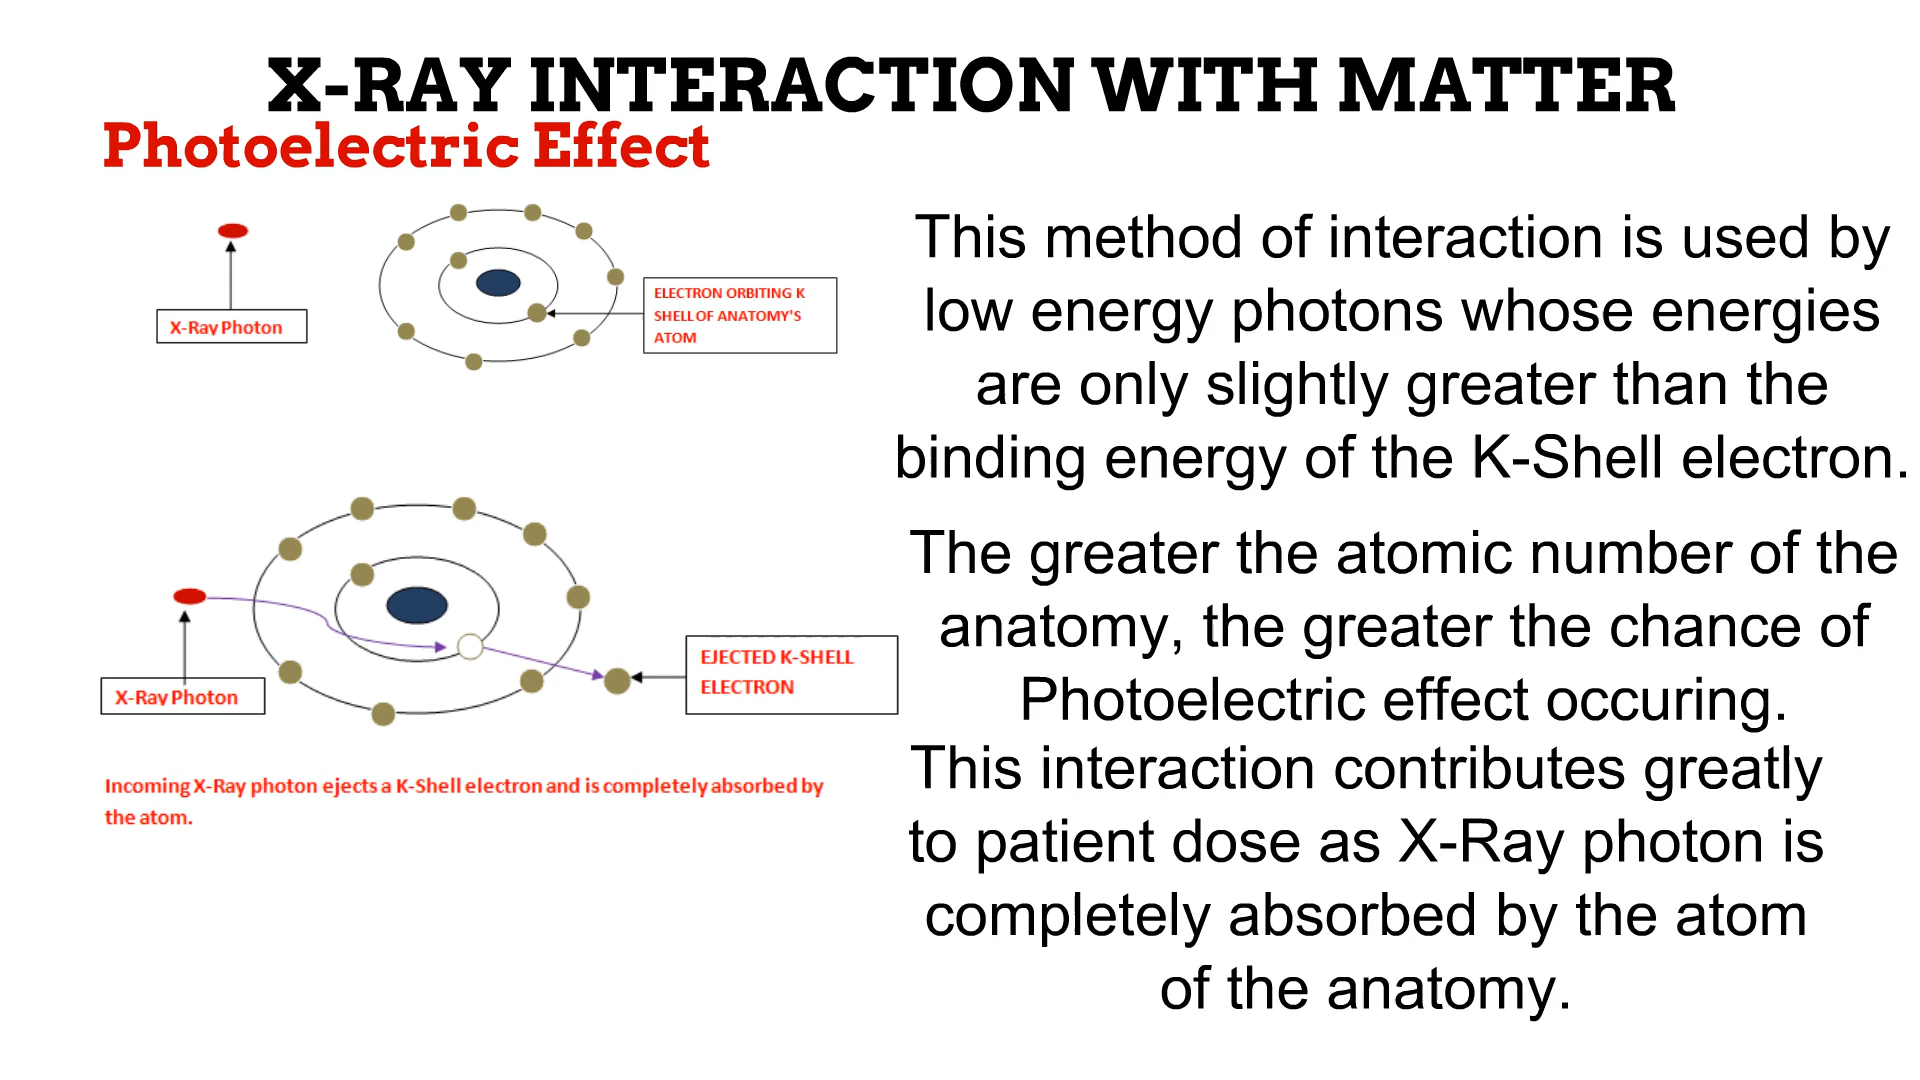 X-RAY INTERACTION WITH MATTER
Photoelectric Effect
X-Ray Photon
ELECTRON ORBITING K
SHELL OF ANATOMY'S
ATOM
X-Ray Photon
EJECTED K-SHELL
ELECTRON
Incoming X-Ray photon ejects a K-Shell electron and is completely absorbed by
the atom.
This method of interaction is used by
low energy photons whose energies
are only slightly greater than the
binding energy of the K-Shell electron.
The greater the atomic number of the
anatomy, the greater the chance of
Photoelectric effect occuring.
This interaction contributes greatly
to patient dose as X-Ray photon is
completely absorbed by the atom
of the anatomy.